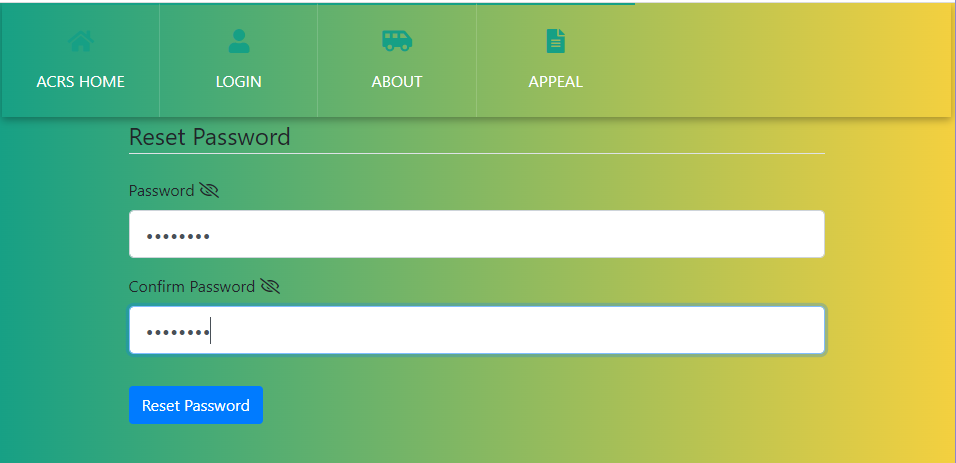 ACRS HOME
LOGIN
ABOUT
APPEAL
Reset Password
Password
••••••••
Confirm Password
••••••••
Reset Password